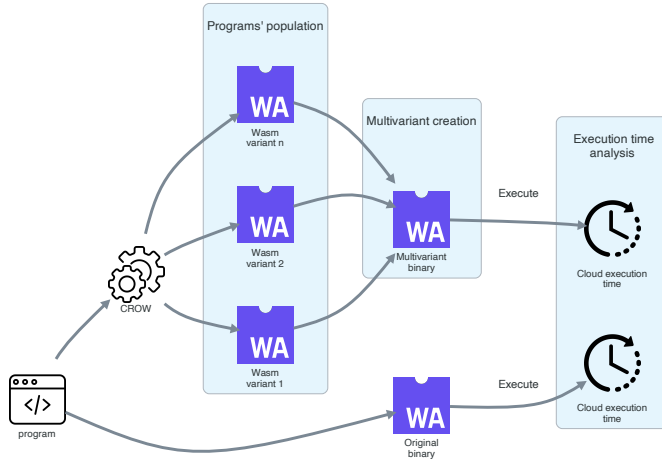 Programs' population
WA
Wasm
variant n
Multivariant creation
Execution time
analysis
WA
Wasm
variant 2
WA
Multivariant
binary
Execute
Cloud execution
time
CROW
WA
Wasm
variant 1
</>
program
WA
Original
binary
Execute
Cloud execution
time